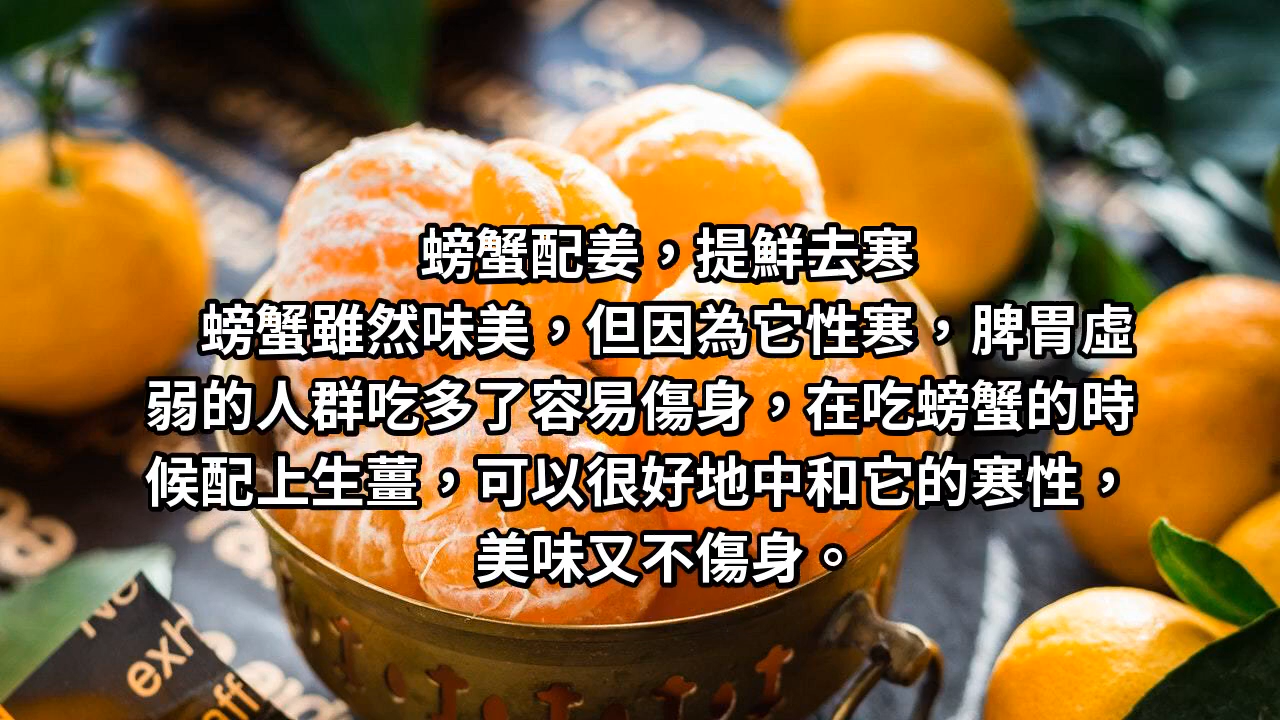 螃蟹配姜，提鮮去寒
螃蟹雖然味美，但因為它性寒，脾胃虛
弱的人群吃多了容易傷身，在吃螃蟹的時
候配上生薑，可以很好地中和它的寒性，
美味又不傷身。
exh